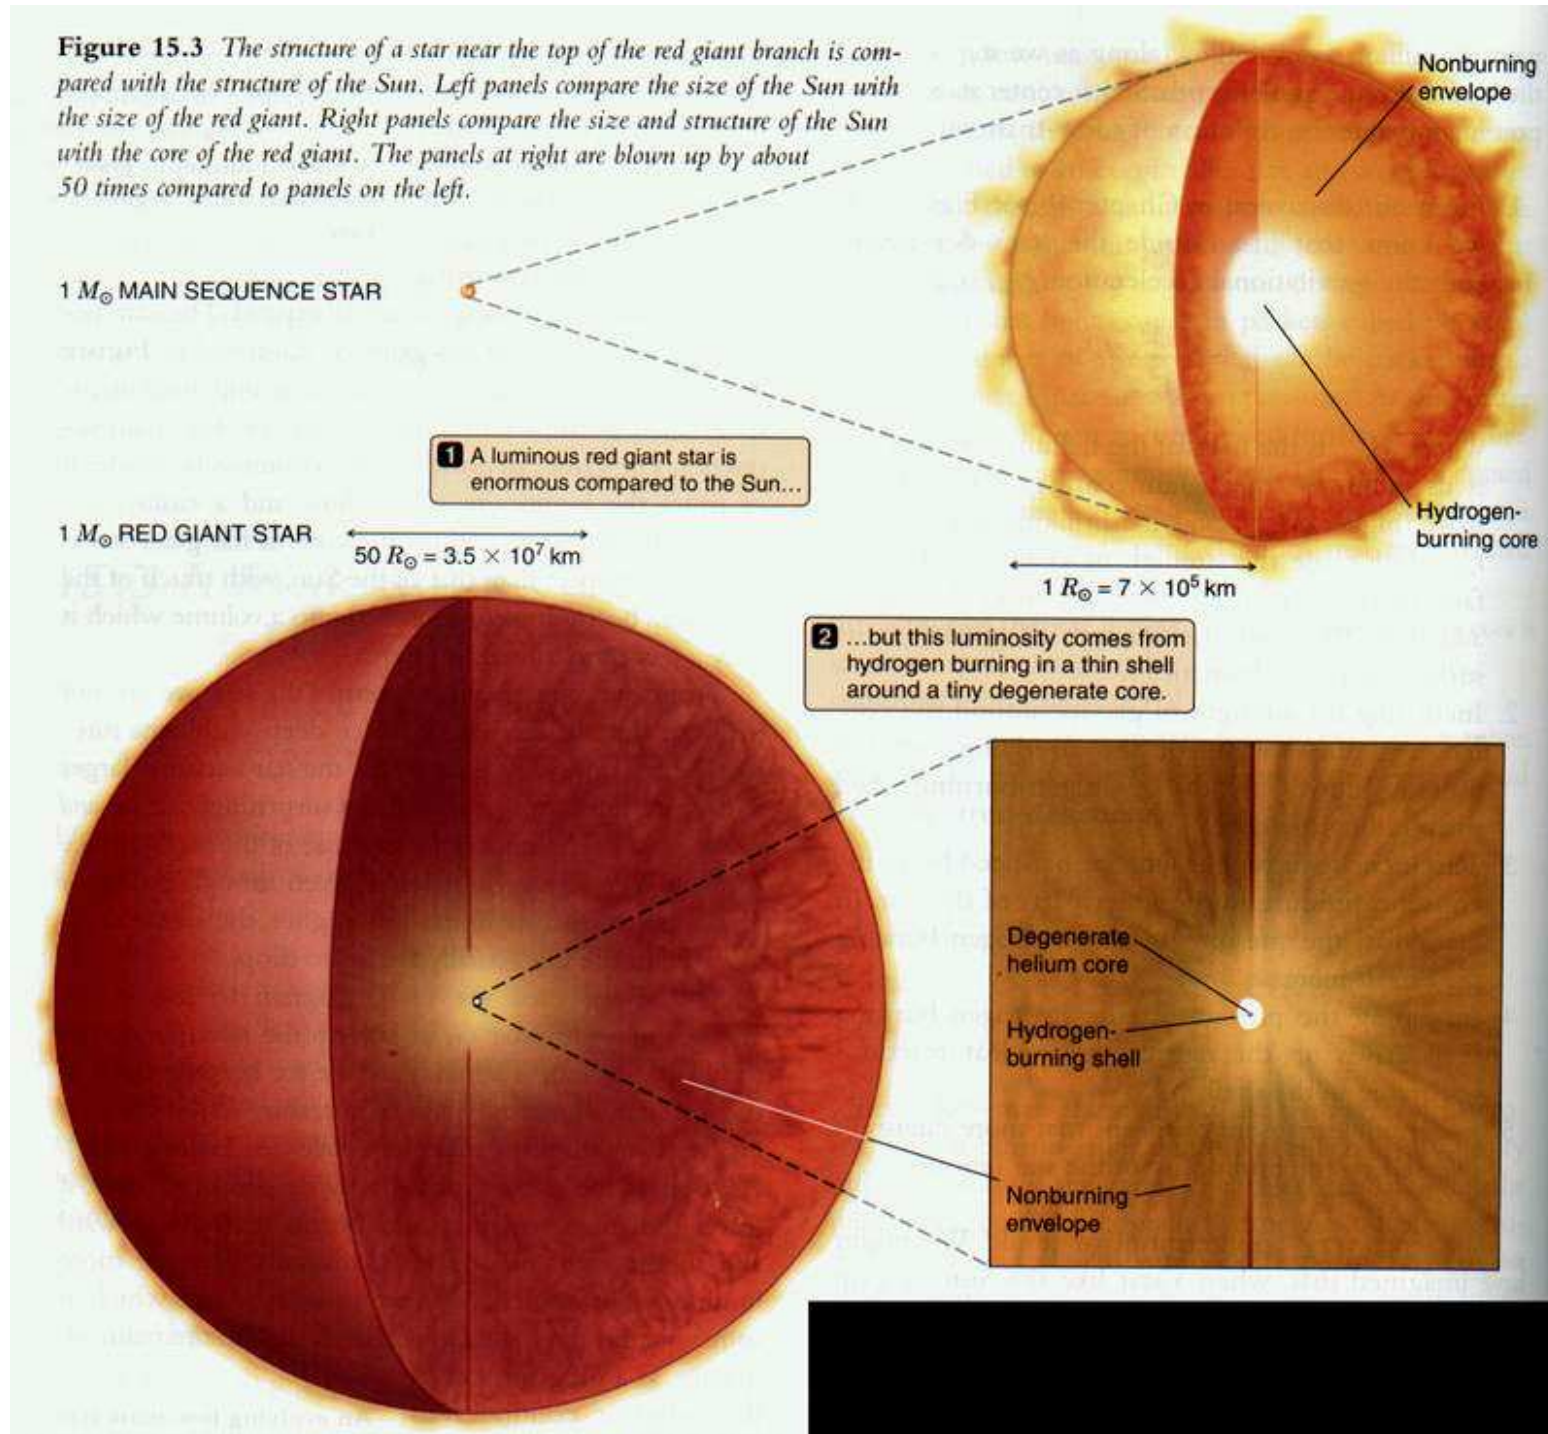 Figure 15.3 The structure of a star near the top of the red giant branch is com-
pared with the structure of the Sun. Left panels compare the size of the Sun with
the size of the red giant. Right panels compare the size and structure of the Sun
with the core of the red giant. The panels at right are blown up by about
50 times compared to panels on the left.
Nonburning
envelope
1 M☉ MAIN SEQUENCE STAR
1 A luminous red giant star is
enormous compared to the Sun...
Hydrogen-
burning core
1 M☉ RED GIANT STAR
50 R☉ = 3.5 × 10⁷ km
1 R☉ = 7 × 10⁵ km
2 ...but this luminosity comes from
hydrogen burning in a thin shell
around a tiny degenerate core.
Degenerate
helium core
Hydrogen-
burning shell
Nonburning
envelope